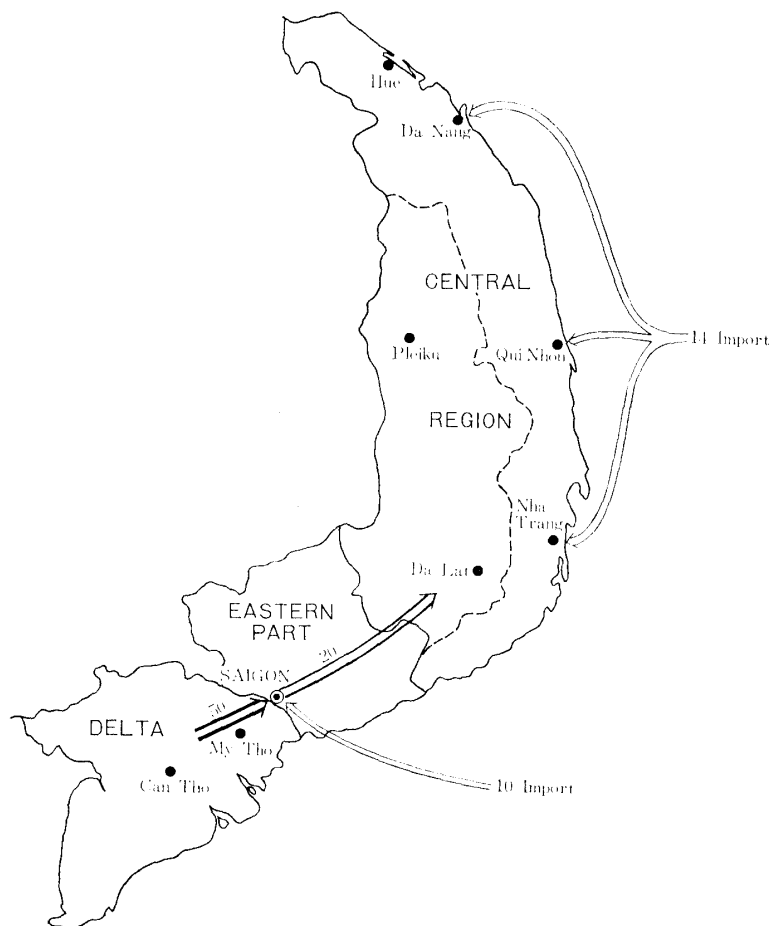 Hue
Da Nang
CENTRAL
14 Import
Pleiku
Qui Nhon
REGION
Nha
Trang
Da Lat
EASTERN
PART
20
SAIGON
50
DELTA
My Tho
Can Tho
10 Import